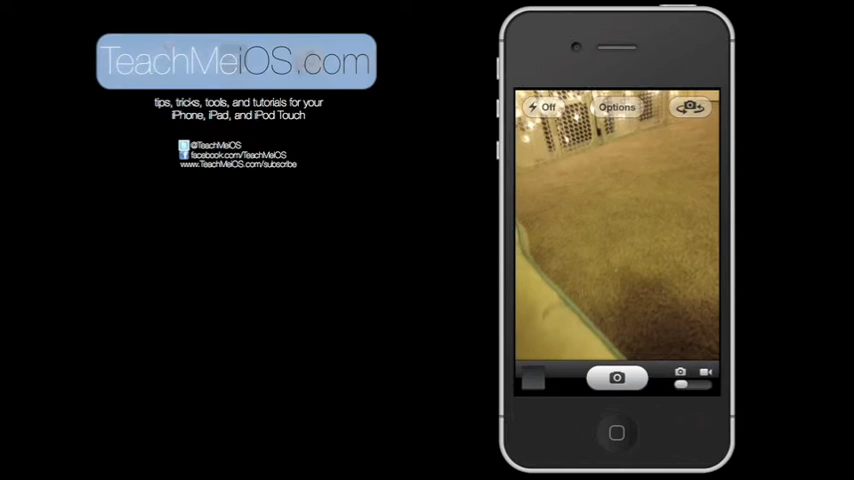 TeachMeiOS.com
tips, tricks, tools, and tutorials for your
iPhone, iPad, and iPod Touch
@TeachMeiOS
facebook.com/TeachMeiOS
www.TeachMeiOS.com/subscribe
Off
Options